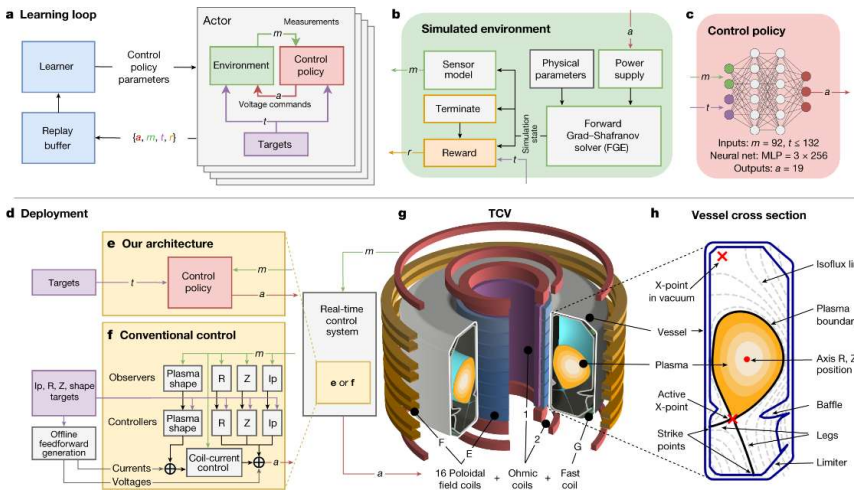 a Learning loop
Learner
Replay
buffer
Control
policy
parameters
{a, m, t, r}
Actor
Measurements
m
Environment
Control
policy
a
Voltage commands
t
Targets
b Simulated environment
a
m
Sensor
model
Physical
parameters
Power
supply
Terminate
Reward
r
t
Simulation
state
Forward
Grad–Shafranov
solver (FGE)
c Control policy
m
t
a
Inputs: m = 92, t ≤ 132
Neural net: MLP = 3 × 256
Outputs: a = 19
d Deployment
e Our architecture
Targets
t
Control
policy
m
a
f Conventional control
m
Observers
Plasma
shape
R
Z
Ip
Ip, R, Z, shape
targets
Controllers
Plasma
shape
R
Z
Ip
Offline
feedforward
generation
Currents
Coil-current
control
a
Voltages
m
Real-time
control
system
e or f
a
g TCV
Vessel
Plasma
F
E
1
2
G
16 Poloidal
field coils
+
Ohmic
coils
+
Fast
coil
h Vessel cross section
X-point
in vacuum
Isoflux li
Plasma
boundar
Axis R, Z
position
Active
X-point
Baffle
Strike
points
Legs
Limiter